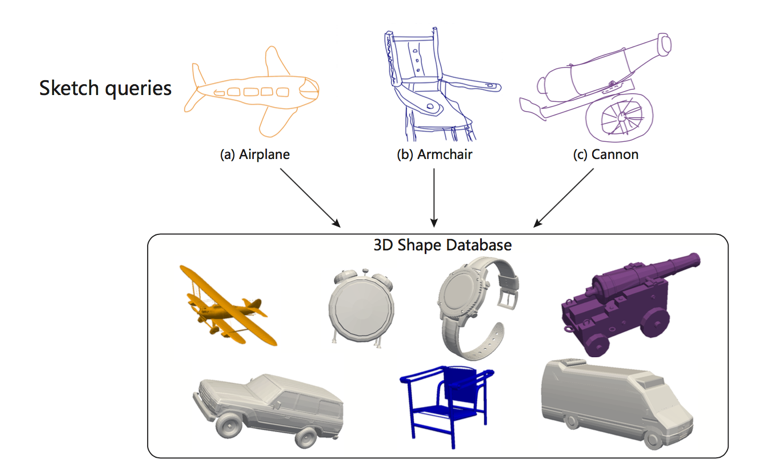 Sketch queries
(a) Airplane
(b) Armchair
(c) Cannon
3D Shape Database